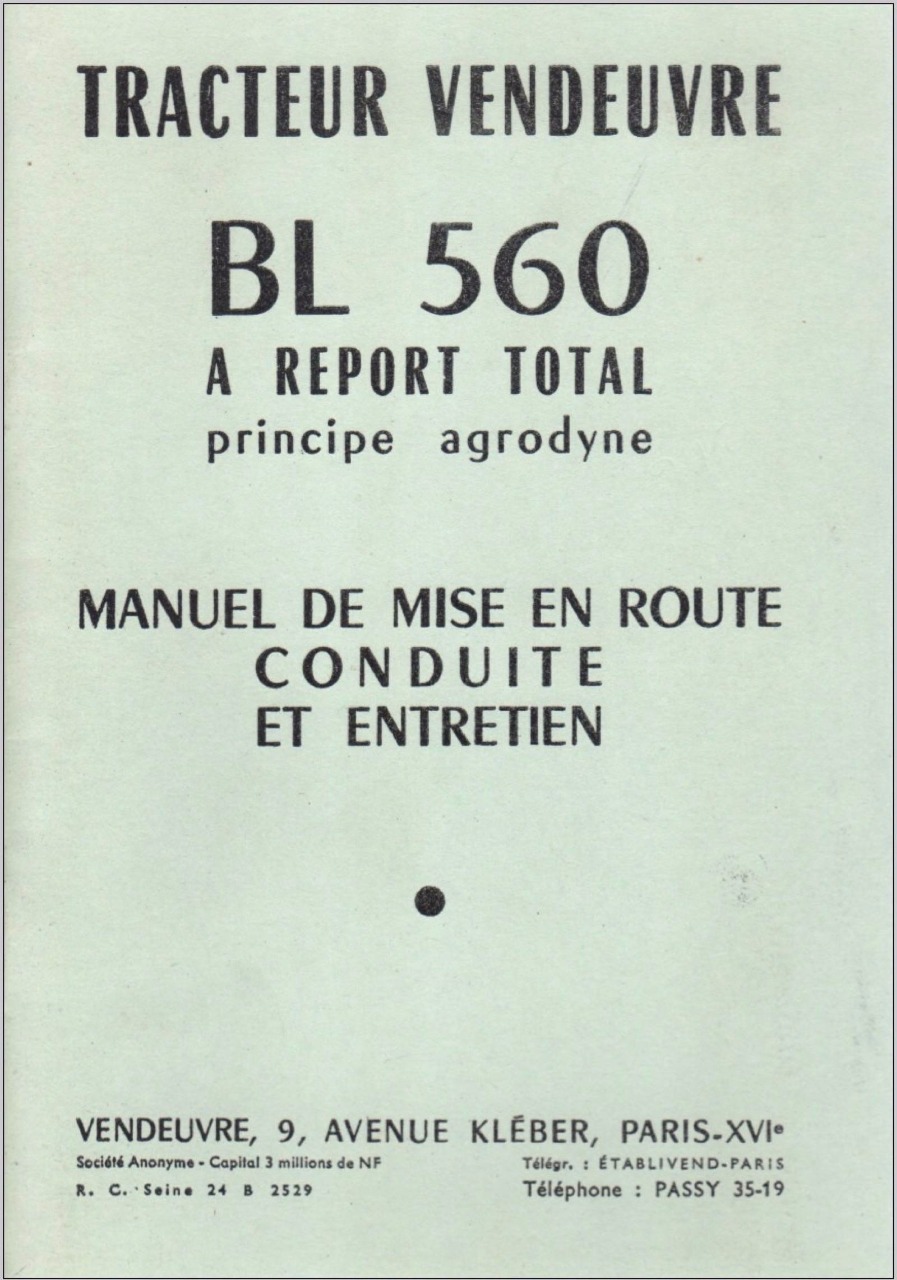 TRACTEUR VENDEUVRE
BL 560
A REPORT TOTAL
principe agrodyne
MANUEL DE MISE EN ROUTE
CONDUITE
ET ENTRETIEN
VENDEUVRE, 9, AVENUE KLÉBER, PARIS-XVIe
Société Anonyme - Capital 3 millions de NF
Télégr. : ÉTABLIVEND-PARIS
R. C. Seine 24 B 2529
Téléphone : PASSY 35-19